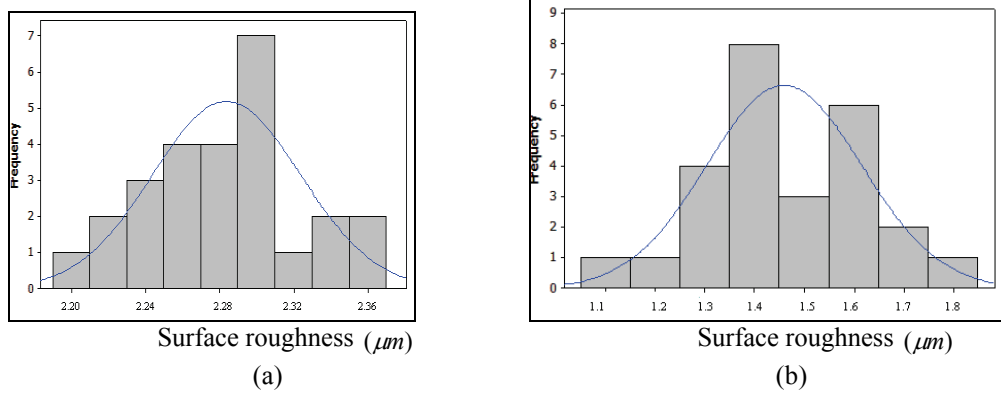 7
6
5
4
3
2
1
0
Frequency
2.20 2.24 2.28 2.32 2.36
Surface roughness (μm)
(a)
9
8
7
6
5
4
3
2
1
0
Frequency
1.1 1.2 1.3 1.4 1.5 1.6 1.7 1.8
Surface roughness (μm)
(b)